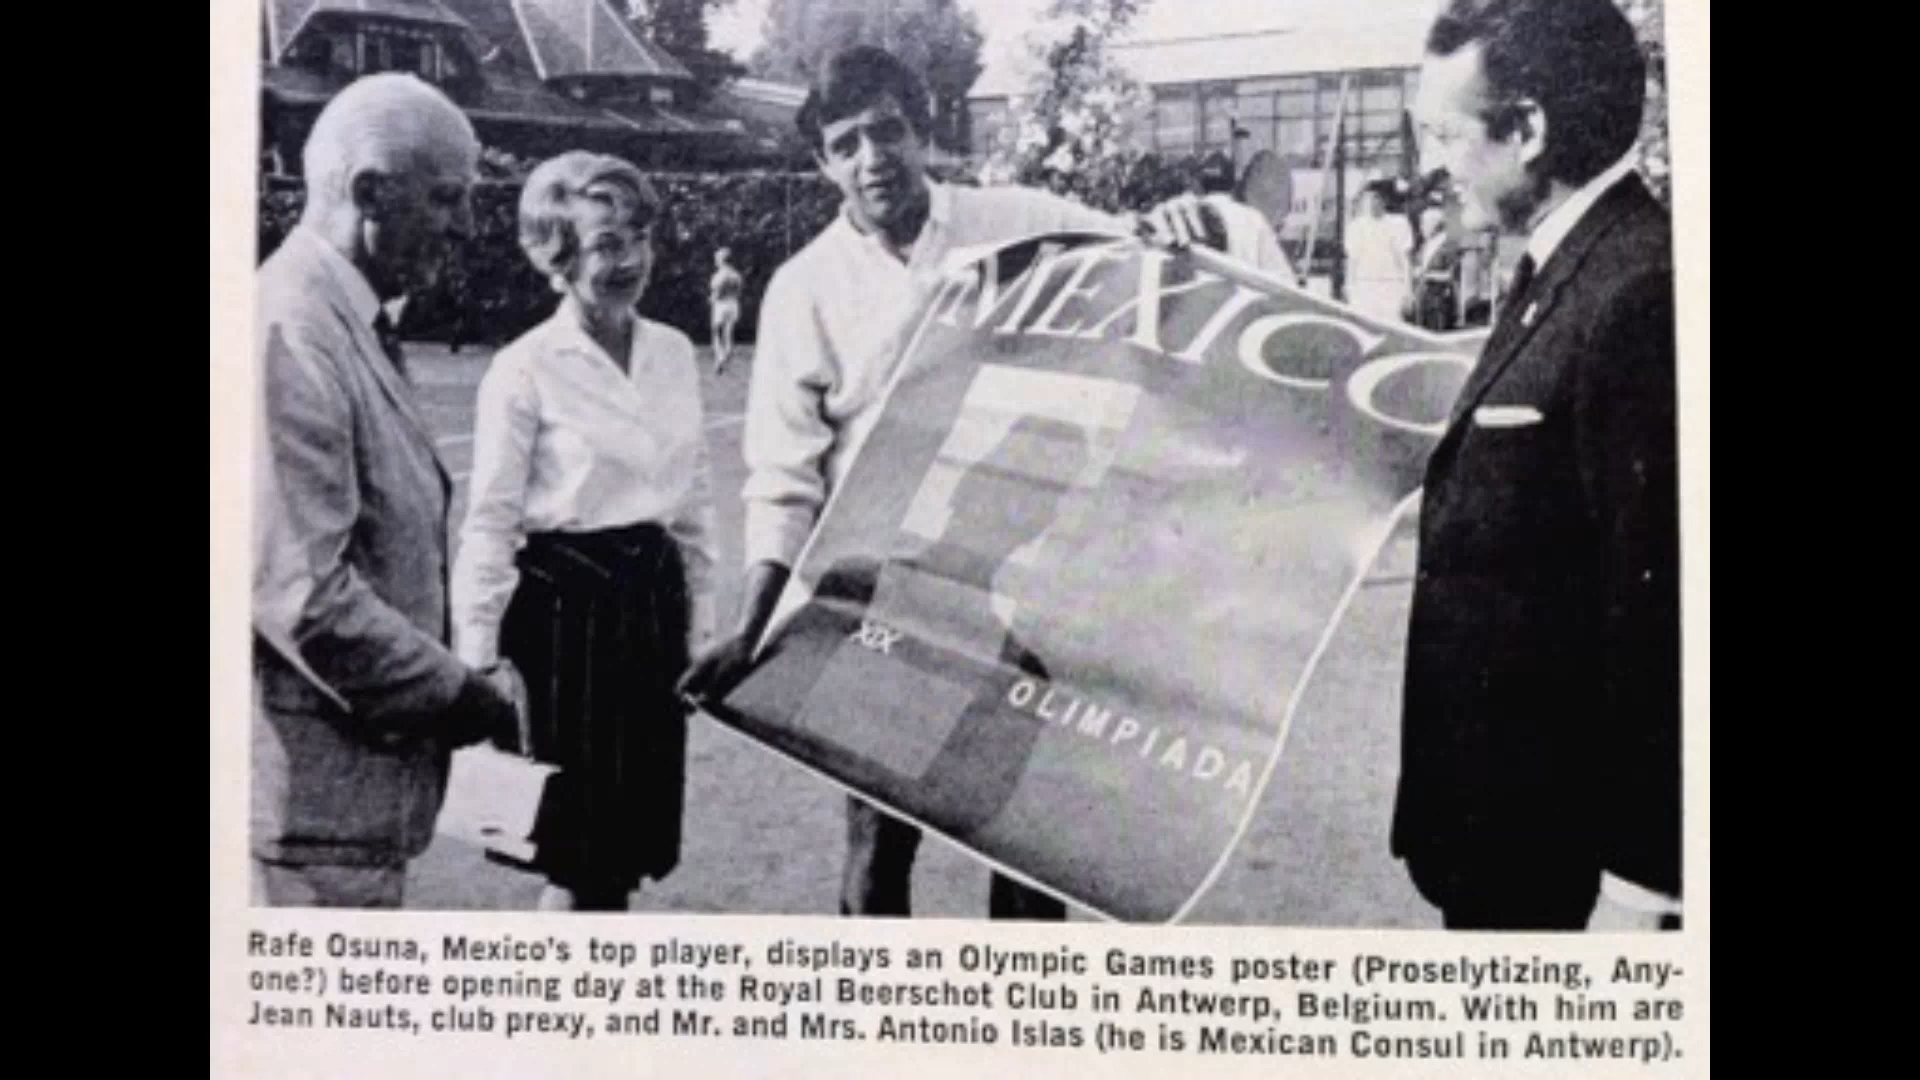 MEXICO
XIX
OLIMPIADA
Rafe Osuna, Mexico's top player, displays an Olympic Games poster (Proselytizing, Any-
one?) before opening day at the Royal Beerschot Club in Antwerp, Belgium. With him are
Jean Nauts, club prexy, and Mr. and Mrs. Antonio Islas (he is Mexican Consul in Antwerp).